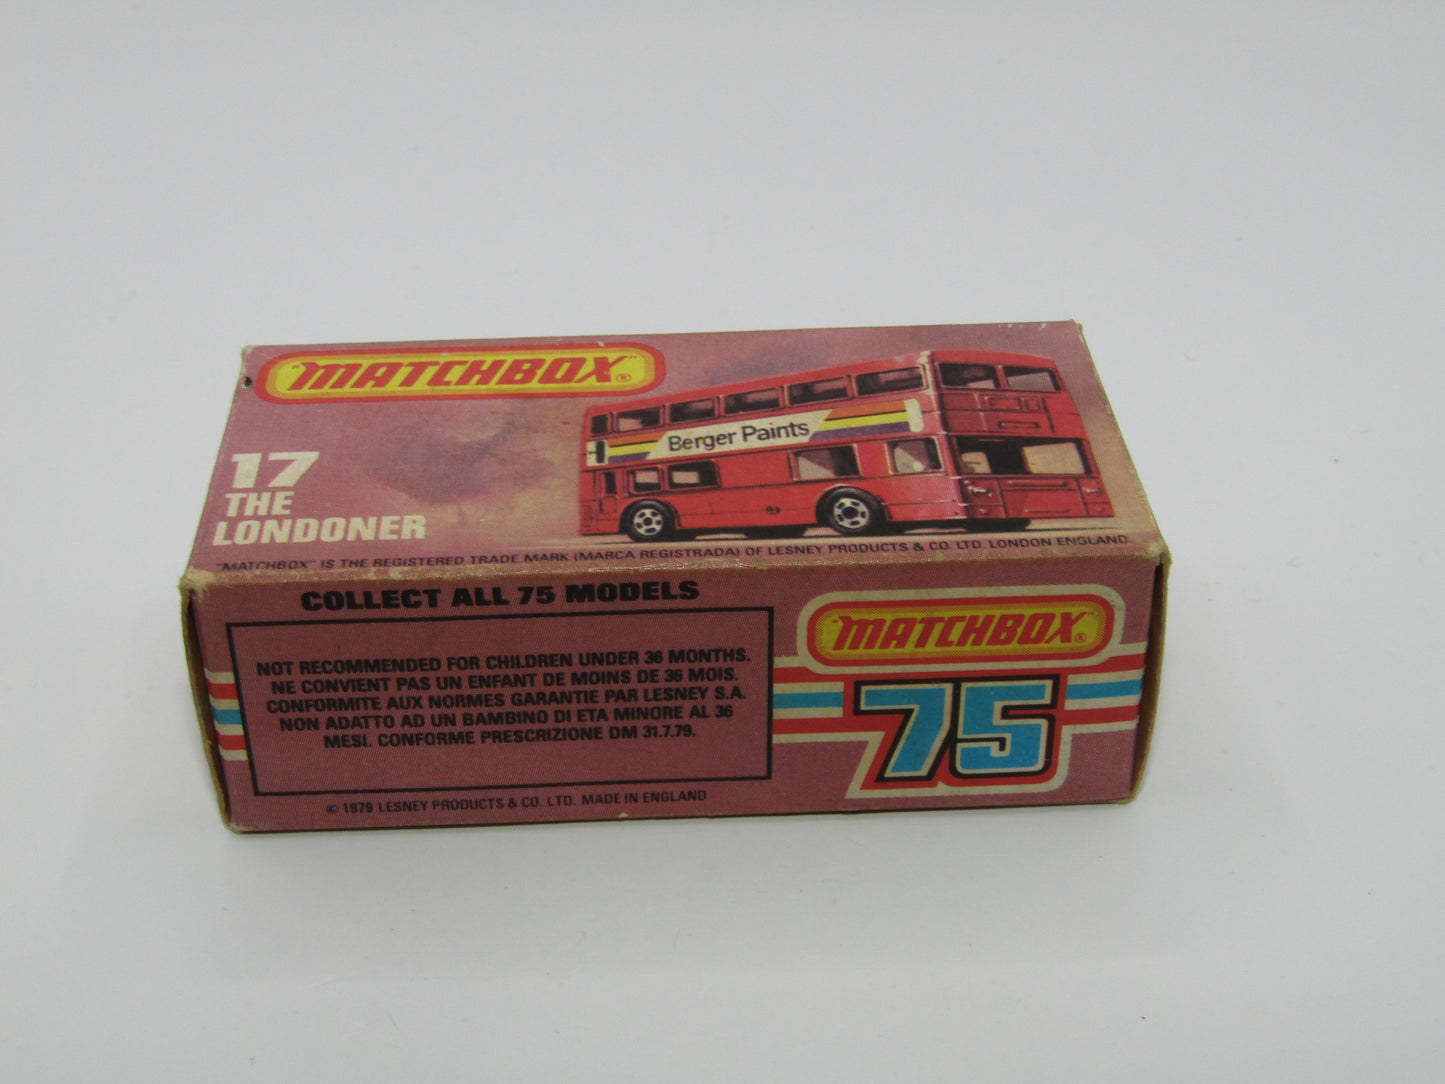 "MATCHBOX"®
17
THE
LONDONER
Berger Paints
"MATCHBOX" IS THE REGISTERED TRADE MARK (MARCA REGISTRADA) OF LESNEY PRODUCTS & CO. LTD. LONDON ENGLAND
COLLECT ALL 75 MODELS
NOT RECOMMENDED FOR CHILDREN UNDER 36 MONTHS.
NE CONVIENT PAS UN ENFANT DE MOINS DE 36 MOIS.
CONFORMITE AUX NORMES GARANTIE PAR LESNEY S.A.
NON ADATTO AD UN BAMBINO DI ETA MINORE AL 36
MESI. CONFORME PRESCRIZIONE DM 31.7.79.
© 1979 LESNEY PRODUCTS & CO. LTD. MADE IN ENGLAND
"MATCHBOX"®
75